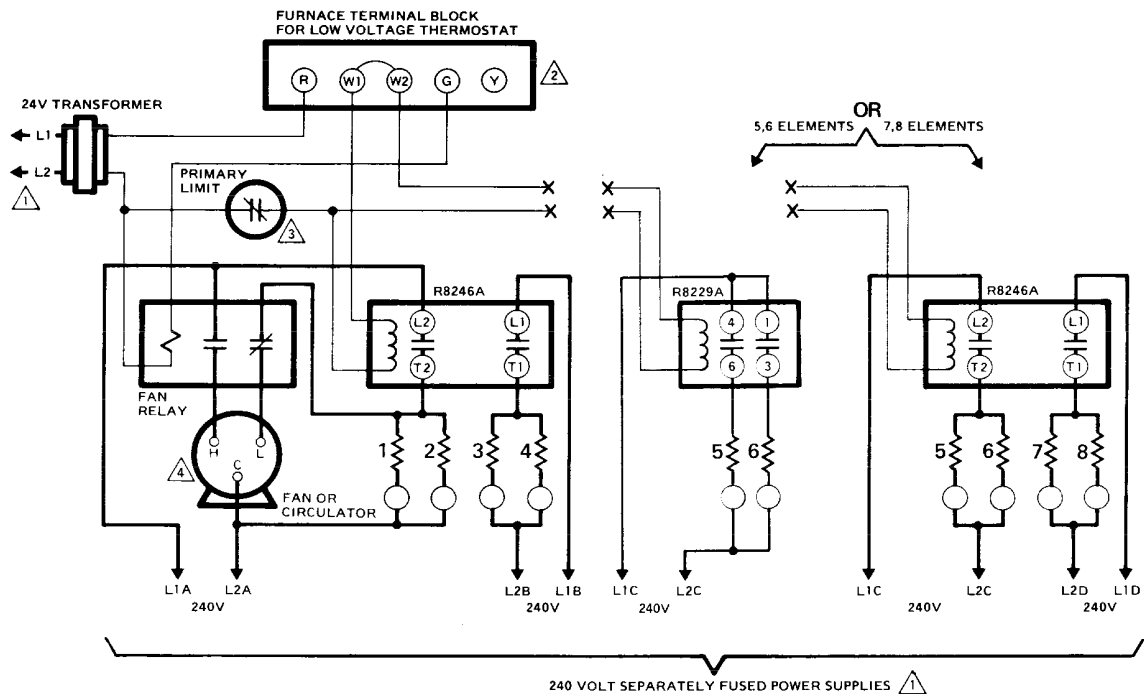 FURNACE TERMINAL BLOCK
FOR LOW VOLTAGE THERMOSTAT
R W1 W2 G Y
2
24V TRANSFORMER
L1
L2
1
PRIMARY
LIMIT
3
OR
5,6 ELEMENTS 7,8 ELEMENTS
X X X
X X X
R8246A
L2 L1
T2 T1
R8229A
4 1
6 3
R8246A
L2 L1
T2 T1
FAN
RELAY
H L
C
4
FAN OR
CIRCULATOR
1 2 3 4
5 6
5 6 7 8
L1A L2A
240V
L2B L1B
240V
L1C 240V L2C
L1C L2C
240V
L2D L1D
240V
240 VOLT SEPARATELY FUSED POWER SUPPLIES 1